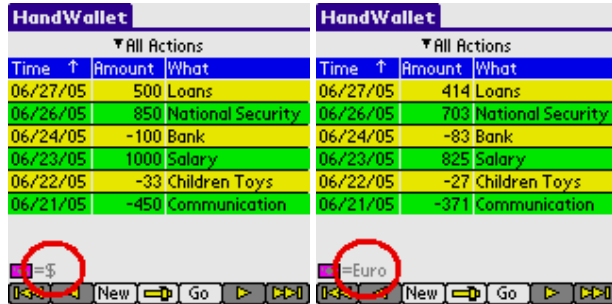 HandWallet
▼All Actions
Time ↑ Amount What
06/27/05 500 Loans
06/26/05 850 National Security
06/24/05 -100 Bank
06/23/05 1000 Salary
06/22/05 -33 Children Toys
06/21/05 -450 Communication
=$
New Go
HandWallet
▼All Actions
Time ↑ Amount What
06/27/05 414 Loans
06/26/05 703 National Security
06/24/05 -83 Bank
06/23/05 825 Salary
06/22/05 -27 Children Toys
06/21/05 -371 Communication
=Euro
New Go